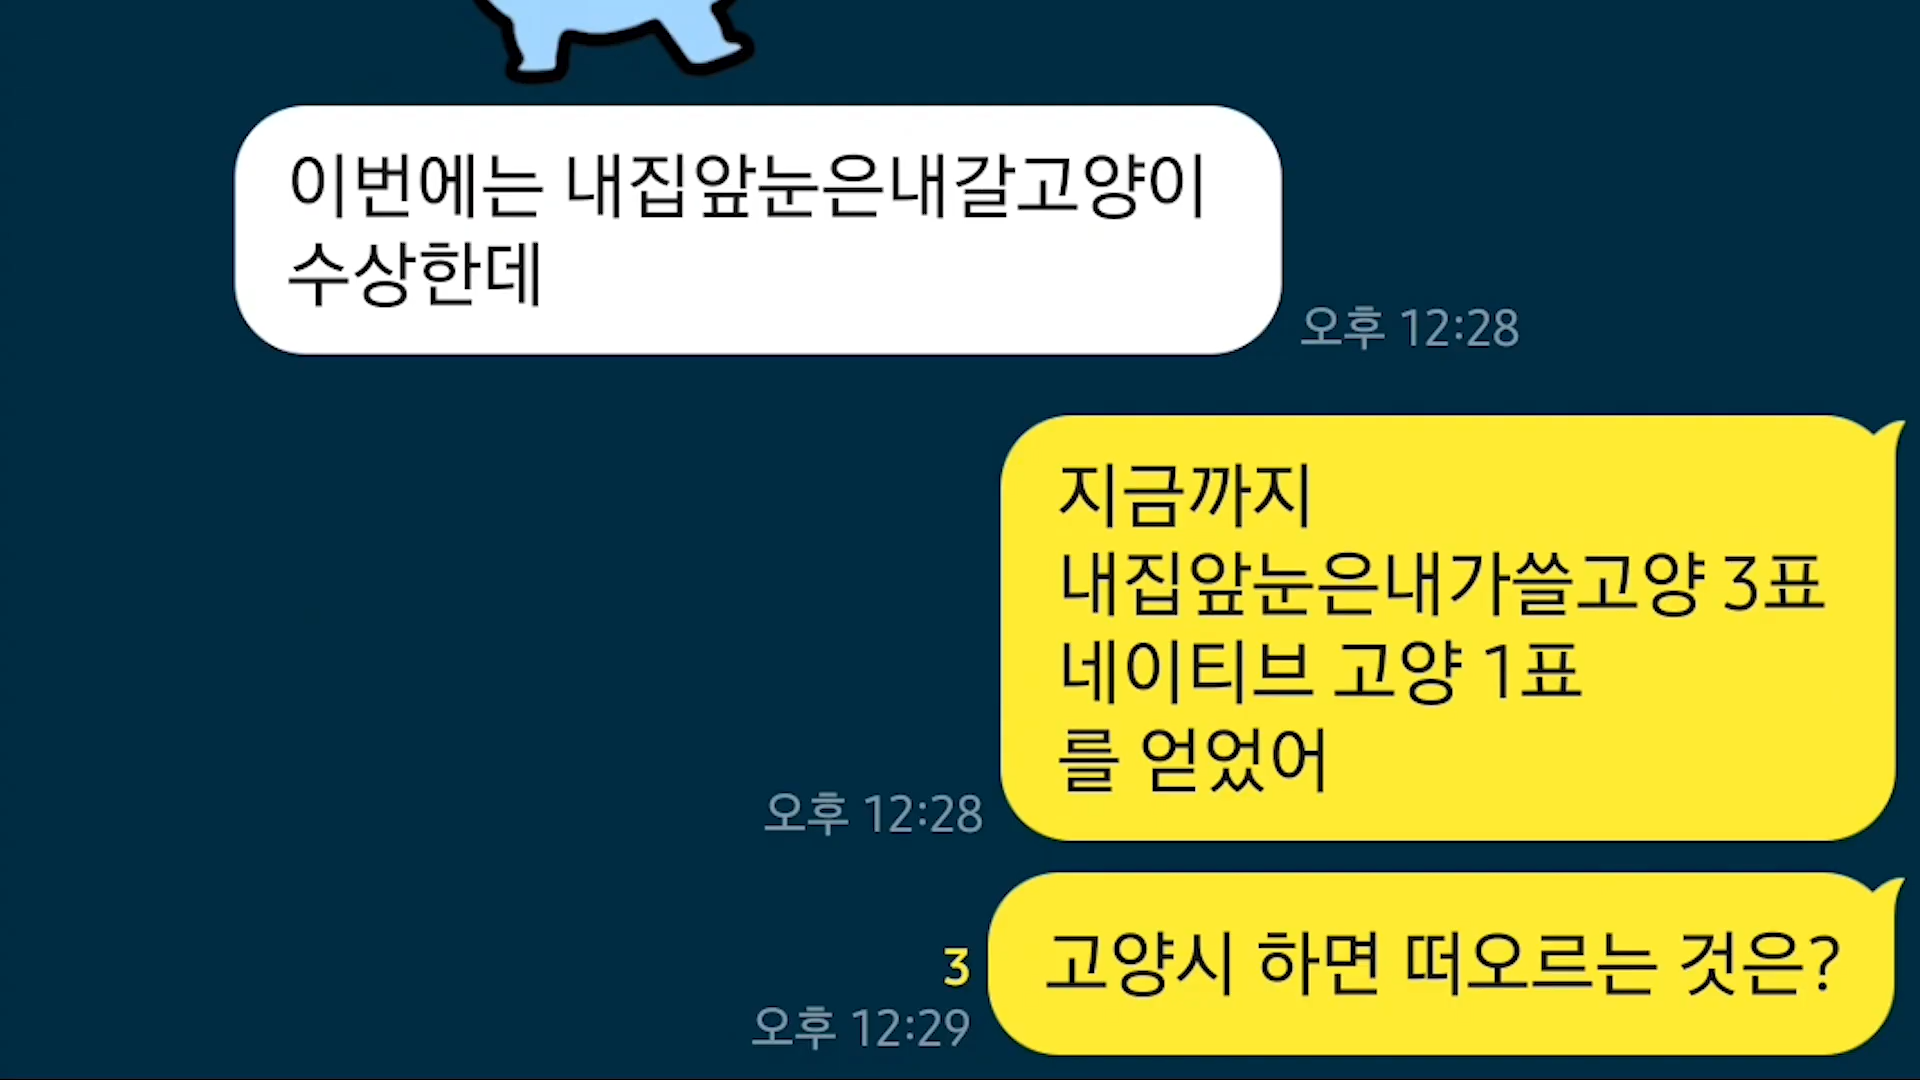 이번에는 내집앞눈은내갈고양이
수상한데
오후 12:28
지금까지
내집앞눈은내가쓸고양 3표
네이티브 고양 1표
를 얻었어
오후 12:28
고양시 하면 떠오르는 것은?
3
오후 12:29